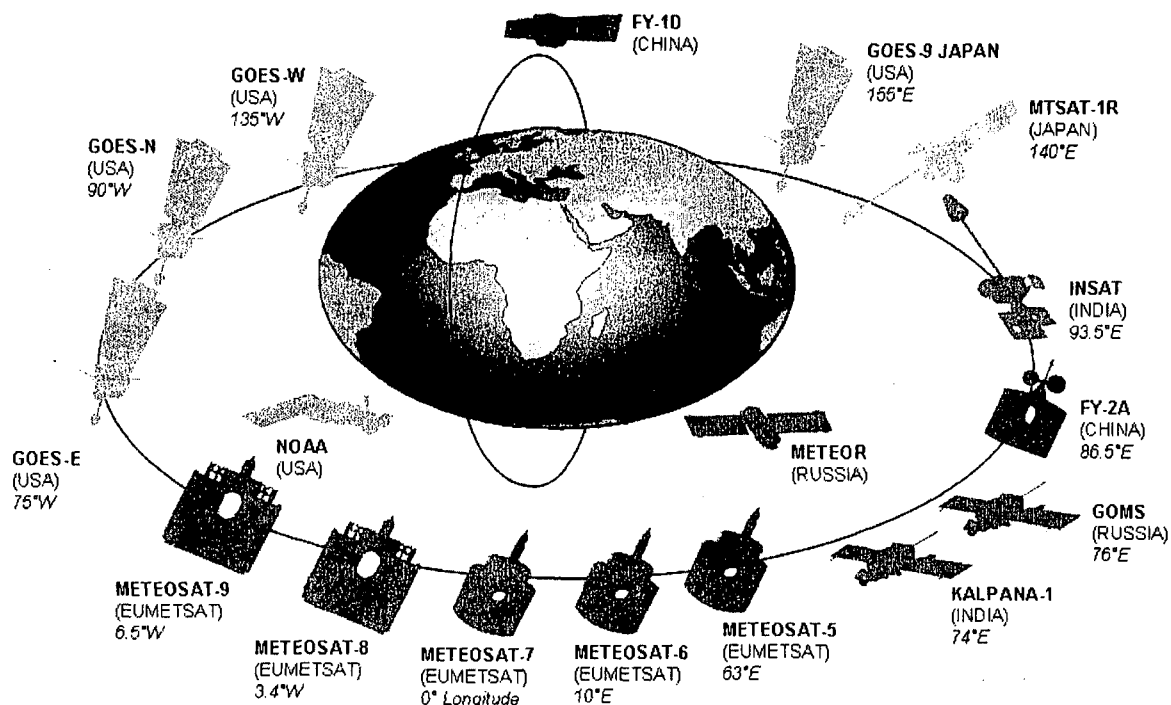 FY-1D
(CHINA)
GOES-9 JAPAN
(USA)
155°E
GOES-W
(USA)
135°W
MTSAT-1R
(JAPAN)
140°E
GOES-N
(USA)
90°W
INSAT
(INDIA)
93.5°E
FY-2A
(CHINA)
86.5°E
NOAA
(USA)
METEOR
(RUSSIA)
GOES-E
(USA)
75°W
GOMS
(RUSSIA)
76°E
METEOSAT-9
(EUMETSAT)
6.5°W
KALPANA-1
(INDIA)
74°E
METEOSAT-8
(EUMETSAT)
3.4°W
METEOSAT-7
(EUMETSAT)
0° Longitude
METEOSAT-6
(EUMETSAT)
10°E
METEOSAT-5
(EUMETSAT)
63°E